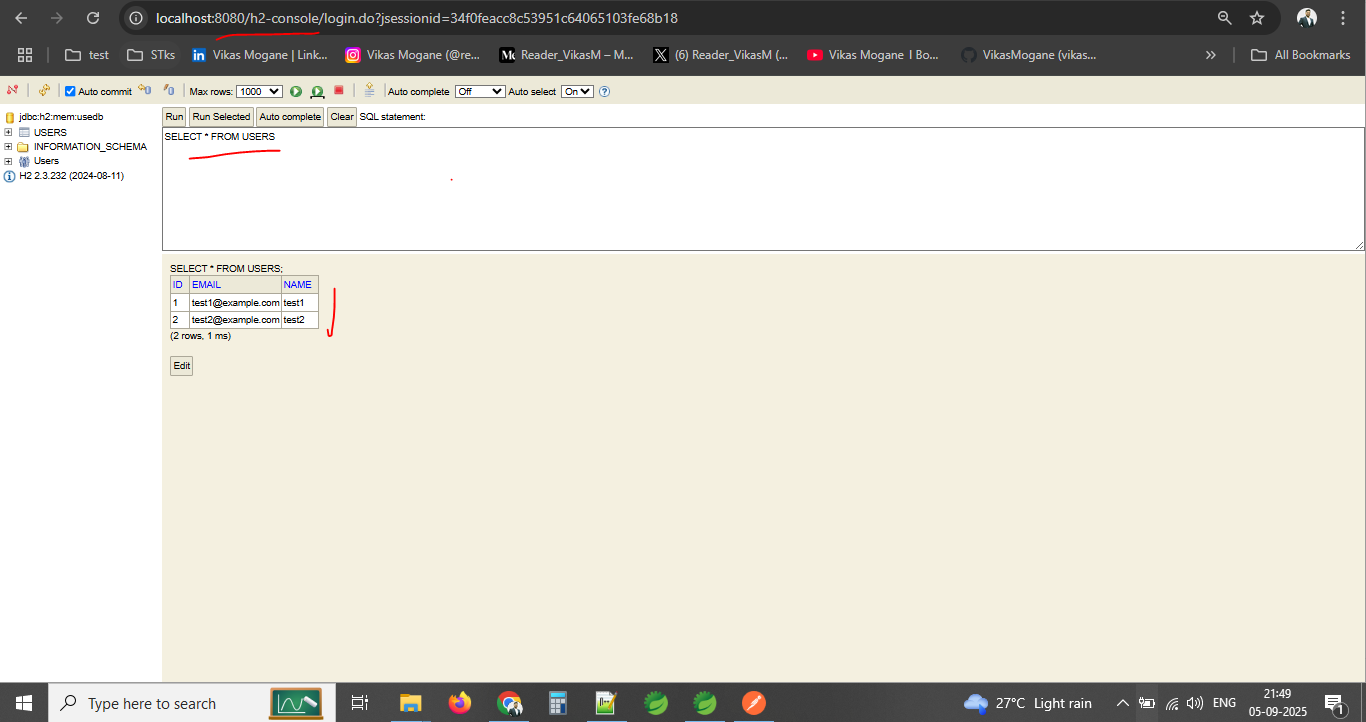 localhost:8080/h2-console/login.do?jsessionid=34f0feacc8c53951c64065103fe68b18
test STks Vikas Mogane | Link... Vikas Mogane (@re... Reader_VikasM – M... (6) Reader_VikasM (... Vikas Mogane I Bo... VikasMogane (vikas... » All Bookmarks
Auto commit Max rows: 1000 Auto complete Off Auto select On
jdbc:h2:mem:usedb
USERS
INFORMATION_SCHEMA
Users
H2 2.3.232 (2024-08-11)
Run Run Selected Auto complete Clear SQL statement:
SELECT * FROM USERS
SELECT * FROM USERS;
ID EMAIL NAME
1 test1@example.com test1
2 test2@example.com test2
(2 rows, 1 ms)
Edit
Type here to search 27°C Light rain ENG 21:49
05-09-2025 1